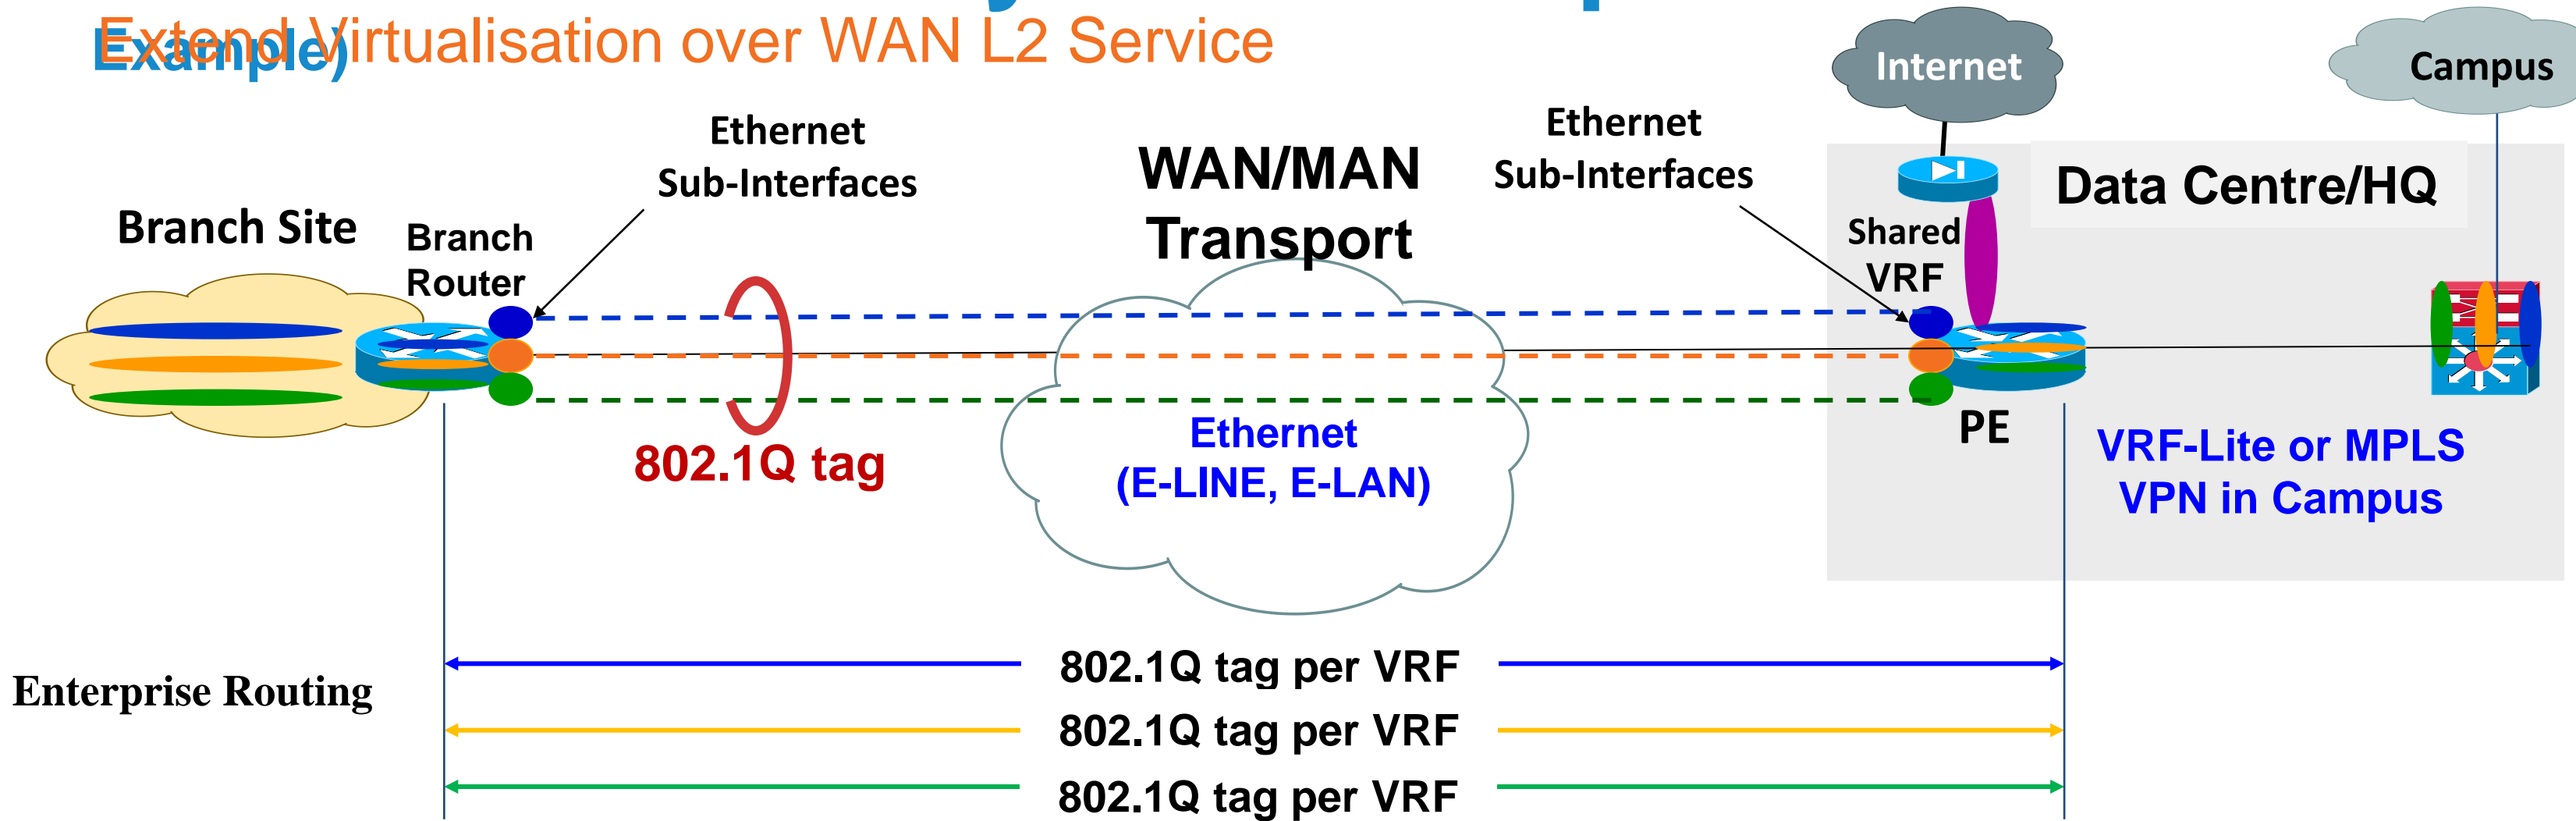 Example)
Extend Virtualisation over WAN L2 Service
Internet
Campus
Ethernet
Sub-Interfaces
WAN/MAN
Transport
Ethernet
Sub-Interfaces
Data Centre/HQ
Branch Site
Branch
Router
Shared
VRF
802.1Q tag
Ethernet
(E-LINE, E-LAN)
PE
VRF-Lite or MPLS
VPN in Campus
Enterprise Routing
802.1Q tag per VRF
802.1Q tag per VRF
802.1Q tag per VRF